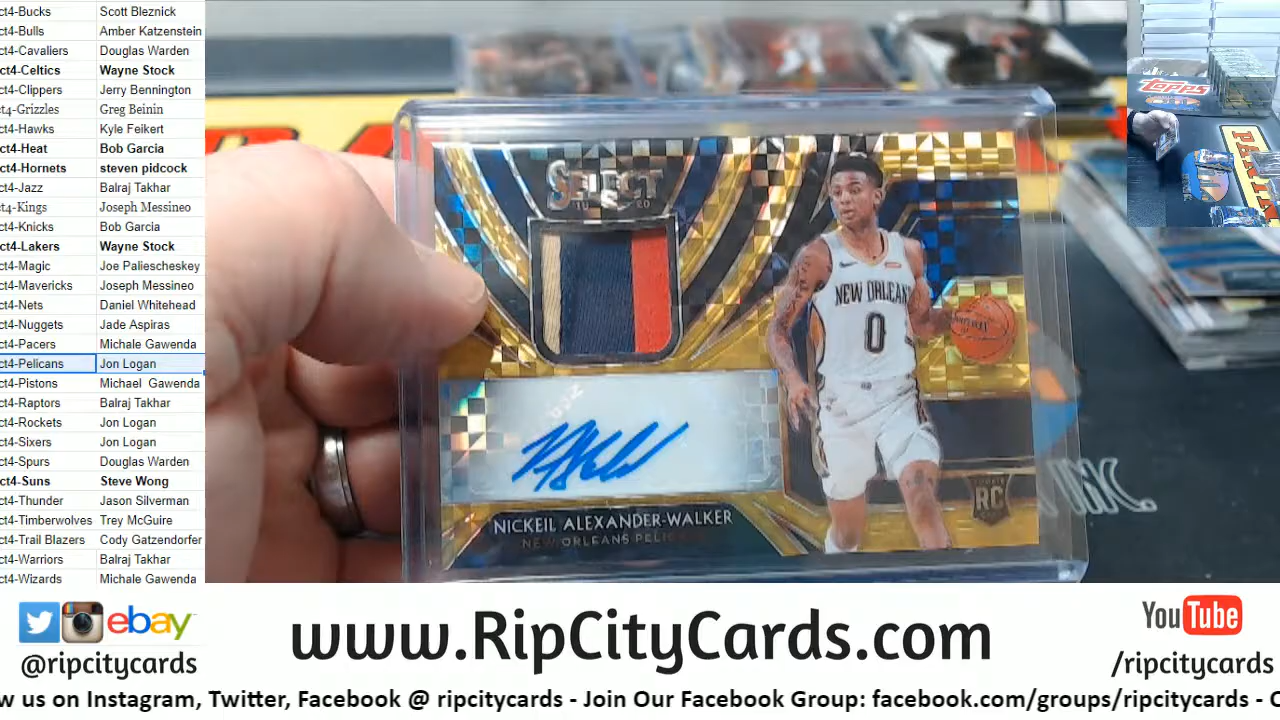 ct4-Bucks Scott Bleznick
ct4-Bulls Amber Katzenstein
ct4-Cavaliers Douglas Warden
ct4-Celtics Wayne Stock
ct4-Clippers Jerry Bennington
ct4-Grizzles Greg Beinin
ct4-Hawks Kyle Feikert
ct4-Heat Bob Garcia
ct4-Hornets steven pidcock
ct4-Jazz Balraj Takhar
ct4-Kings Joseph Messineo
ct4-Knicks Bob Garcia
ct4-Lakers Wayne Stock
ct4-Magic Joe Paliescheskey
ct4-Mavericks Joseph Messineo
ct4-Nets Daniel Whitehead
ct4-Nuggets Jade Aspiras
ct4-Pacers Michale Gawenda
ct4-Pelicans Jon Logan
ct4-Pistons Michael Gawenda
ct4-Raptors Balraj Takhar
ct4-Rockets Jon Logan
ct4-Sixers Jon Logan
ct4-Spurs Douglas Warden
ct4-Suns Steve Wong
ct4-Thunder Jason Silverman
ct4-Timberwolves Trey McGuire
ct4-Trail Blazers Cody Gatzendorfer
ct4-Warriors Balraj Takhar
ct4-Wizards Michale Gawenda
SELECT
NEW ORLEAN
0
RC
NICKEIL ALEXANDER-WALKER
NEW ORLEANS
Topps
ebay
@ripcitycards
www.RipCityCards.com
YouTube
/ripcitycards
w us on Instagram, Twitter, Facebook @ ripcitycards - Join Our Facebook Group: facebook.com/groups/ripcitycards -